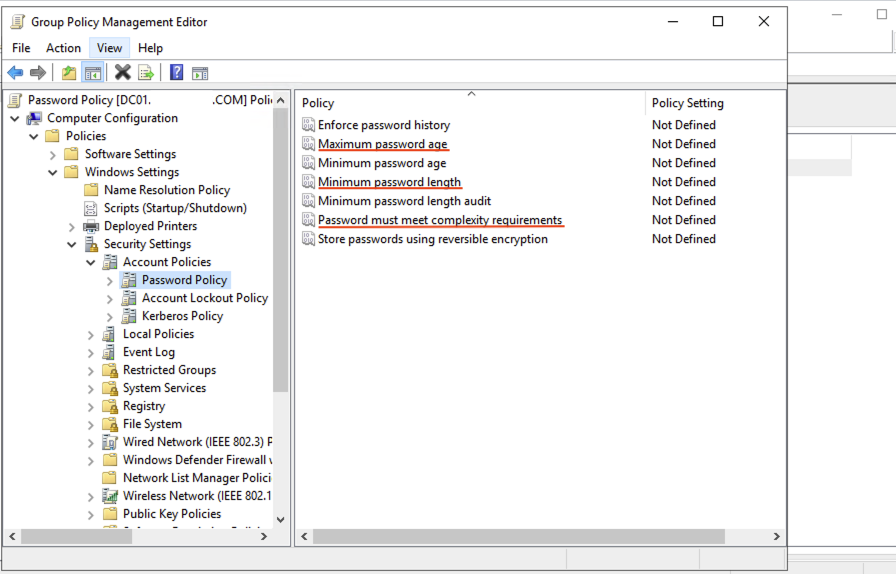 Group Policy Management Editor
File Action View Help
Password Policy [DC01. .COM] Poli
Computer Configuration
Policies
Software Settings
Windows Settings
Name Resolution Policy
Scripts (Startup/Shutdown)
Deployed Printers
Security Settings
Account Policies
Password Policy
Account Lockout Policy
Kerberos Policy
Local Policies
Event Log
Restricted Groups
System Services
Registry
File System
Wired Network (IEEE 802.3) P
Windows Defender Firewall
Network List Manager Polici
Wireless Network (IEEE 802.1
Public Key Policies
Policy Policy Setting
Enforce password history Not Defined
Maximum password age Not Defined
Minimum password age Not Defined
Minimum password length Not Defined
Minimum password length audit Not Defined
Password must meet complexity requirements Not Defined
Store passwords using reversible encryption Not Defined